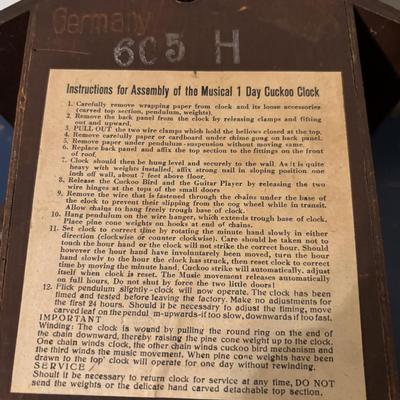 Germany
605 H
Instructions for Assembly of the Musical 1 Day Cuckoo Clock
1. Carefully remove wrapping paper from clock and its loose accessories
(carved top section, pendulum, weights).
2. Remove the back panel from the clock by releasing clamps and fifting
out and upward.
3. PULL OUT the two wire clamps which hold the bellows closed at the top.
4. Remove carefully paper or cardboard under chime gong on back panel.
5. Remove paper under pendulum-suspension without moving same.
6. Replace back panel and affix the top section to the fittings on the front
of roof.
7. Clock should then be hung level and securely to the wall. As it is quite
heavy with weights installed, affix strong nail in sloping position one
inch off wall, about 7 feet above floor.
8. Release the Cuckoo Bird and the Guitar Player by releasing the two
wire hinges at the tops of the small doors
9. Remove the wire that is fastened through the chains under the base of
the clock to prevent their slipping from the cog wheel while in transit.
Allow chains to hang freely trough base of clock.
10. Hang pendulum on the wire hanger, which extends trough base of clock.
Place pine cone weights on hooks at end of chains.
11. Set clock to correct time by rotating the minute hand slowly in either
direction (clockwise or counter clockwise). Care should be taken not to
touch the hour hand or the clock will not strike the correct hour. Should
however the hour hand have involuntarely been moved, turn the hour
hand slowly to the hour the clock has struck, then reset clock to correct
time by moving the minute hand; Cuckoo strike will automatically, adjust
itself when clock is reset. The Music movement releases automatically
on full hours. Do not shut by force the two little doors!
12. Flick pendulum slightly-clock will now operate. The clock has been
timed and tested before leaving the factory. Make no adjustments for
the first 24 hours. Should it be necessary to adjust the timing, move
carved leaf on the pendul m-upwards-if too slow, downwards if too fast.
IMPORTANT
Winding: The clock is wound by pulling the round ring on the end of
the chain downward, thereby raising the pine cone weight up to the clock.
One chain winds clock, the other chain winds cuckoo bird mechanism and
the third winds the music movement. When pine cone weights have been
drawn to the top clock will operate for one day without rewinding.
SERVICE
Shoult it be necessary to return clock for service at any time, DO NOT
send the weights or the delicate hand carved detachable top section.